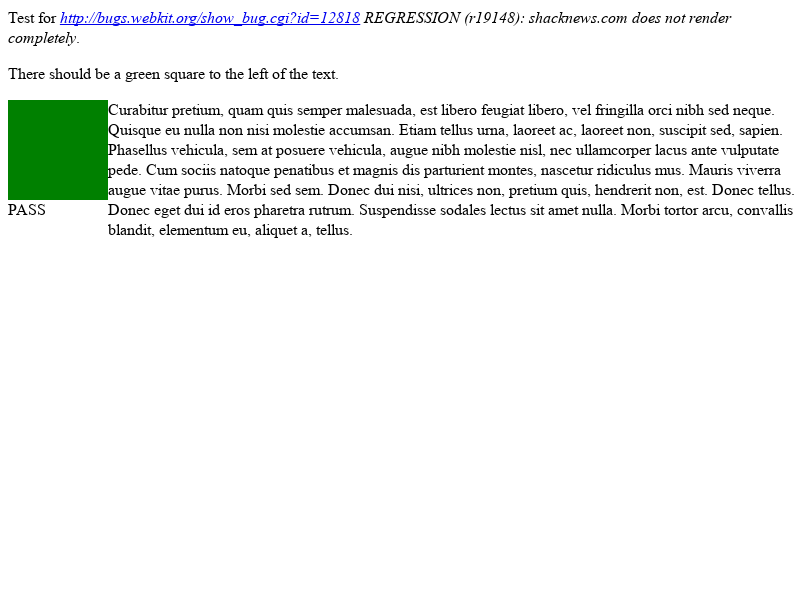 Test for http://bugs.webkit.org/show_bug.cgi?id=12818 REGRESSION (r19148): shacknews.com does not render
completely.
There should be a green square to the left of the text.
Curabitur pretium, quam quis semper malesuada, est libero feugiat libero, vel fringilla orci nibh sed neque.
Quisque eu nulla non nisi molestie accumsan. Etiam tellus urna, laoreet ac, laoreet non, suscipit sed, sapien.
Phasellus vehicula, sem at posuere vehicula, augue nibh molestie nisl, nec ullamcorper lacus ante vulputate
pede. Cum sociis natoque penatibus et magnis dis parturient montes, nascetur ridiculus mus. Mauris viverra
augue vitae purus. Morbi sed sem. Donec dui nisi, ultrices non, pretium quis, hendrerit non, est. Donec tellus.
PASS Donec eget dui id eros pharetra rutrum. Suspendisse sodales lectus sit amet nulla. Morbi tortor arcu, convallis
blandit, elementum eu, aliquet a, tellus.